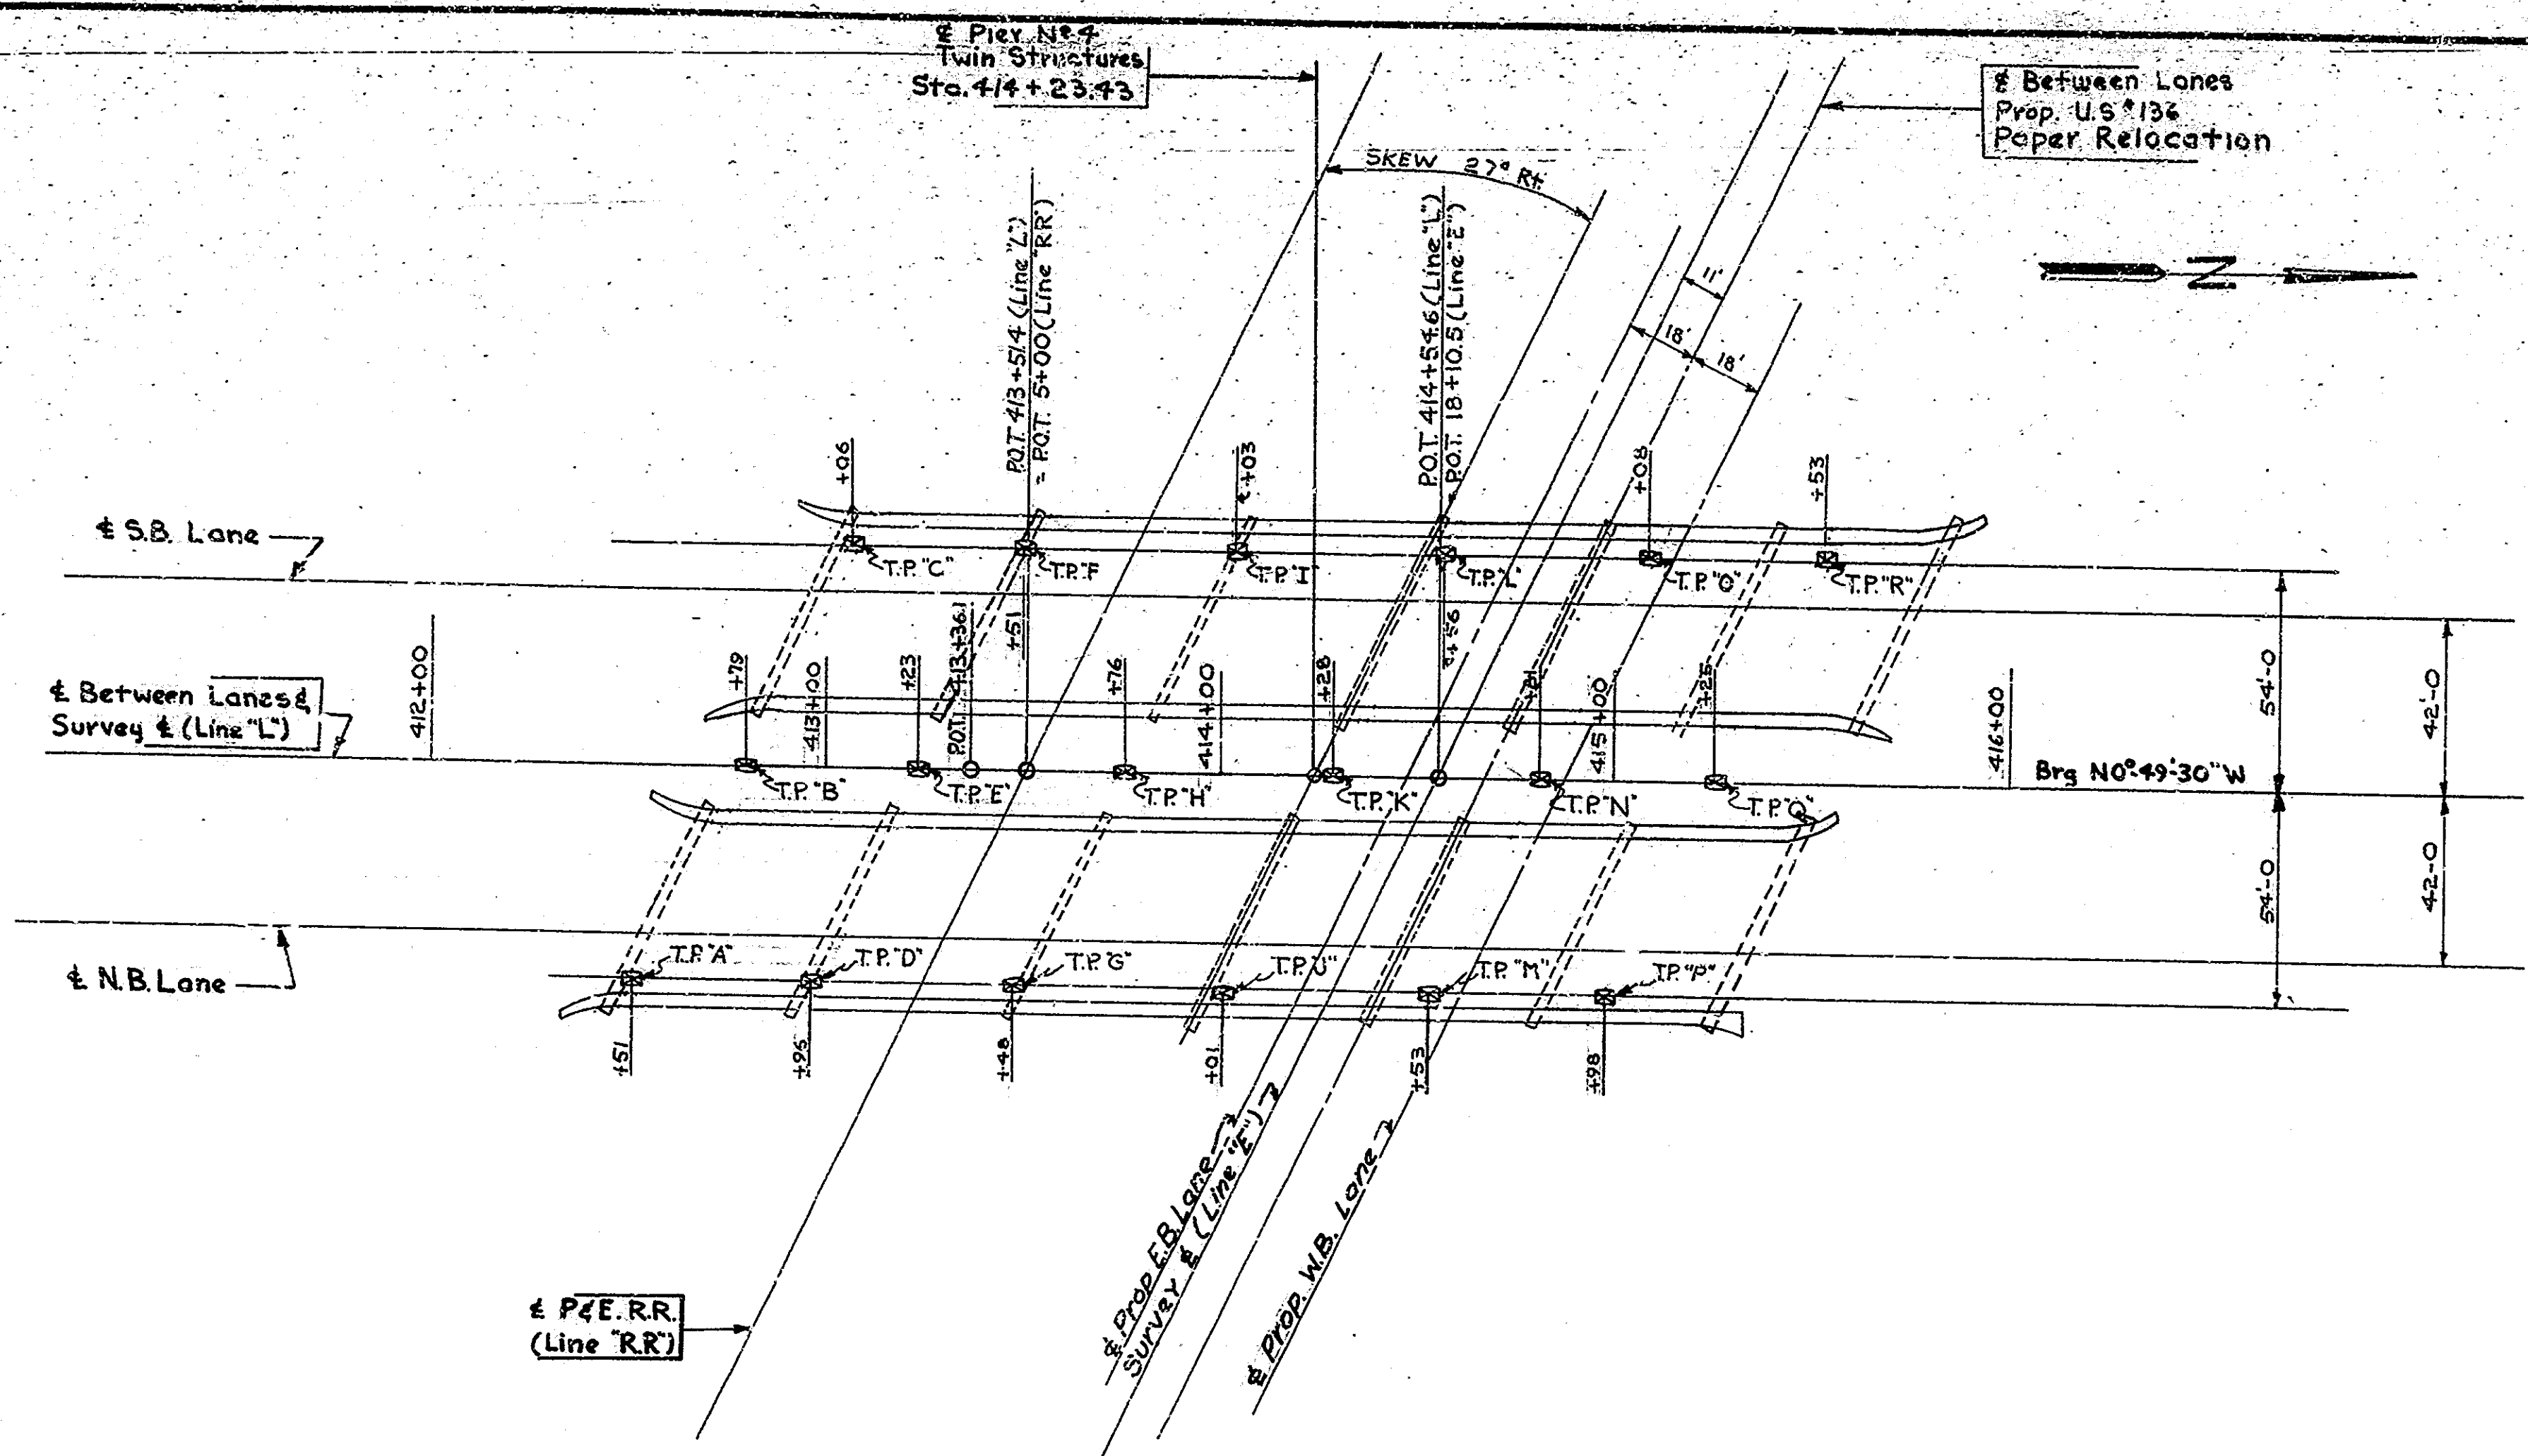 ℄ Pier No 4
Twin Structures
Sta. 414+23.43
℄ Between Lanes
Prop. U.S #136
Paper Relocation
SKEW 27° Rt.
11'
18'
18'
P.O.T. 413+51.4 (Line "L")
= P.O.T. 5+00 (Line "RR")
P.O.T. 414+54.6 (Line "L")
= P.O.T. 18+10.5 (Line "E")
N
+06
+03
+08
+53
℄ S.B. Lane
T.P. "C"
T.P. "F
T.P. "I"
T.P. "L"
T.P. "O"
T.P. "R"
412+00
+79
413+00
+23
P.O.T. 413+36.1
+51
+76
414+00
+28
+56
415+00
+25
416+00
54'-0
42'-0
℄ Between Lanes &
Survey ℄ (Line "L")
T.P. "B"
T.P. "E"
T.P. "H"
T.P. "K"
T.P. "N"
T.P. "Q"
Brg N0°-49'-30" W
54'-0
42'-0
℄ N.B. Lane
T.P. "A"
T.P. "D"
T.P. "G"
T.P. "J"
T.P. "M"
T.P. "P"
+51
+96
+48
+01
+53
+98
℄ Prop E.B. Lane
Survey ℄ (Line "E")
℄ Prop. W.B. Lane
℄ P&E. R.R.
(Line "R.R")